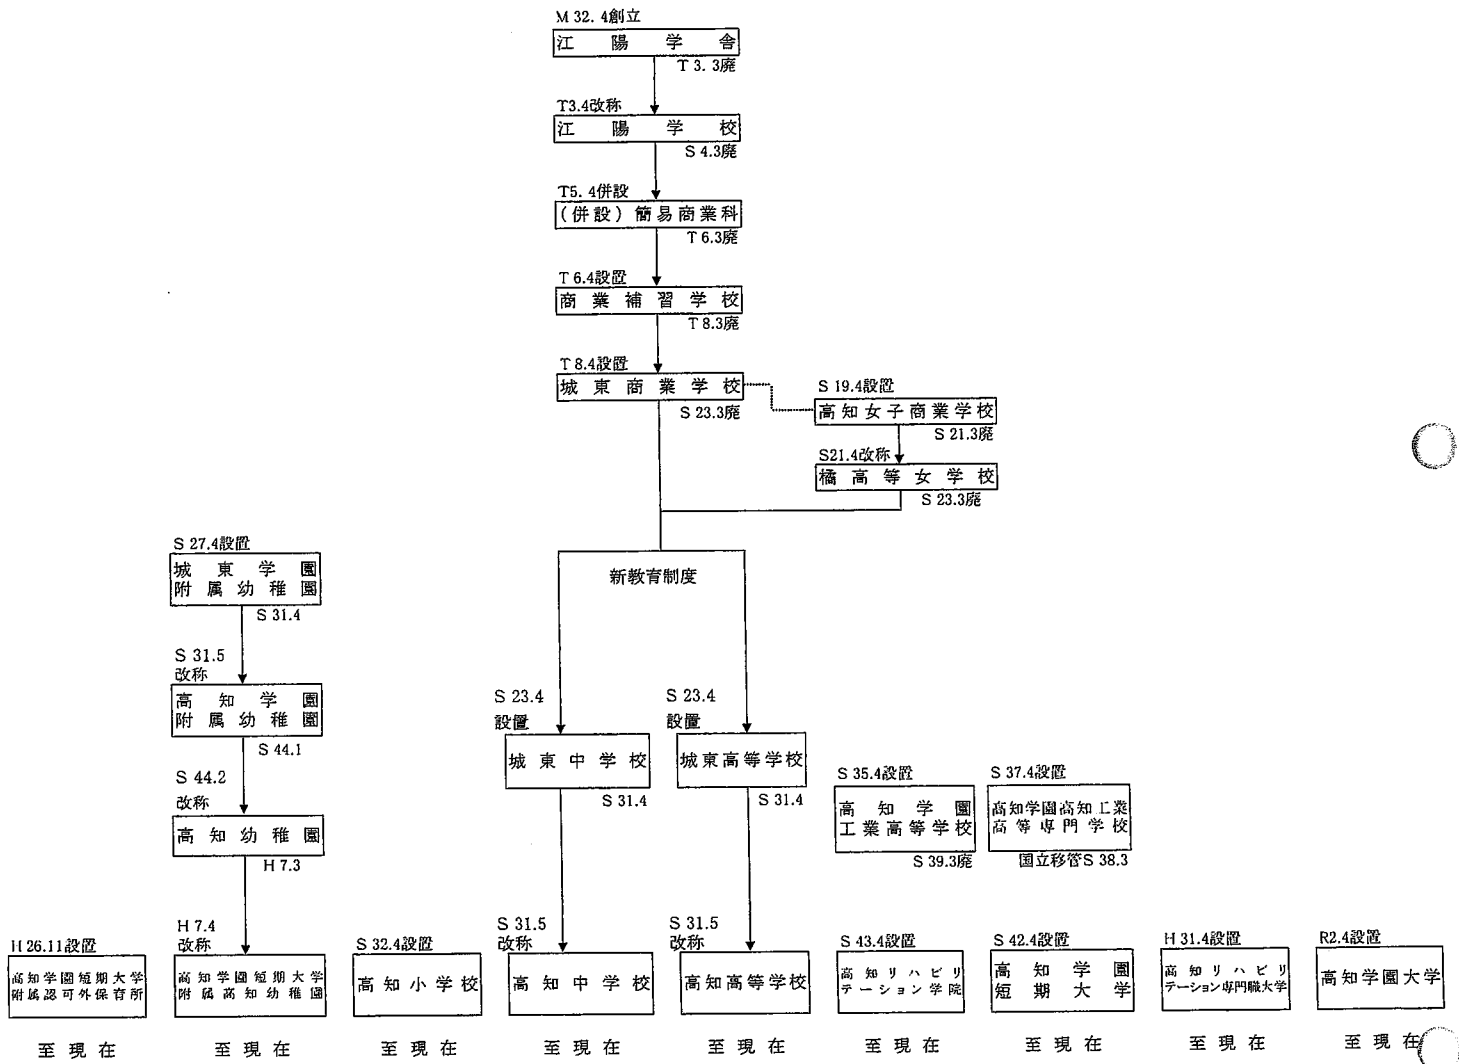 M 32. 4創立
江陽学舎
T 3. 3廃
T3.4改称
江陽学校
S 4.3廃
T5. 4併設
(併設)簡易商業科
T 6.3廃
T 6.4設置
商業補習学校
T 8.3廃
T 8.4設置
城東商業学校
S 23.3廃
S 19.4設置
高知女子商業学校
S 21.3廃
S21.4改称
橘高等女学校
S 23.3廃
新教育制度
S 27.4設置
城東学園
附属幼稚園
S 31.4
S 31.5
改称
高知学園
附属幼稚園
S 44.1
S 44.2
改称
高知幼稚園
H 7.3
S 23.4
設置
城東中学校
S 31.4
S 23.4
設置
城東高等学校
S 31.4
S 35.4設置
高知学園
工業高等学校
S 39.3廃
S 37.4設置
高知学園高知工業
高等専門学校
国立移管S 38.3
H 26.11設置
高知学園短期大学
附属認可外保育所
至現在
H 7.4
改称
高知学園短期大学
附属高知幼稚園
至現在
S 32.4設置
高知小学校
至現在
S 31.5
改称
高知中学校
至現在
S 31.5
改称
高知高等学校
至現在
S 43.4設置
高知リハビリ
テーション学院
至現在
S 42.4設置
高知学園
短期大学
至現在
H 31.4設置
高知リハビリ
テーション専門職大学
至現在
R2.4設置
高知学園大学
至現在